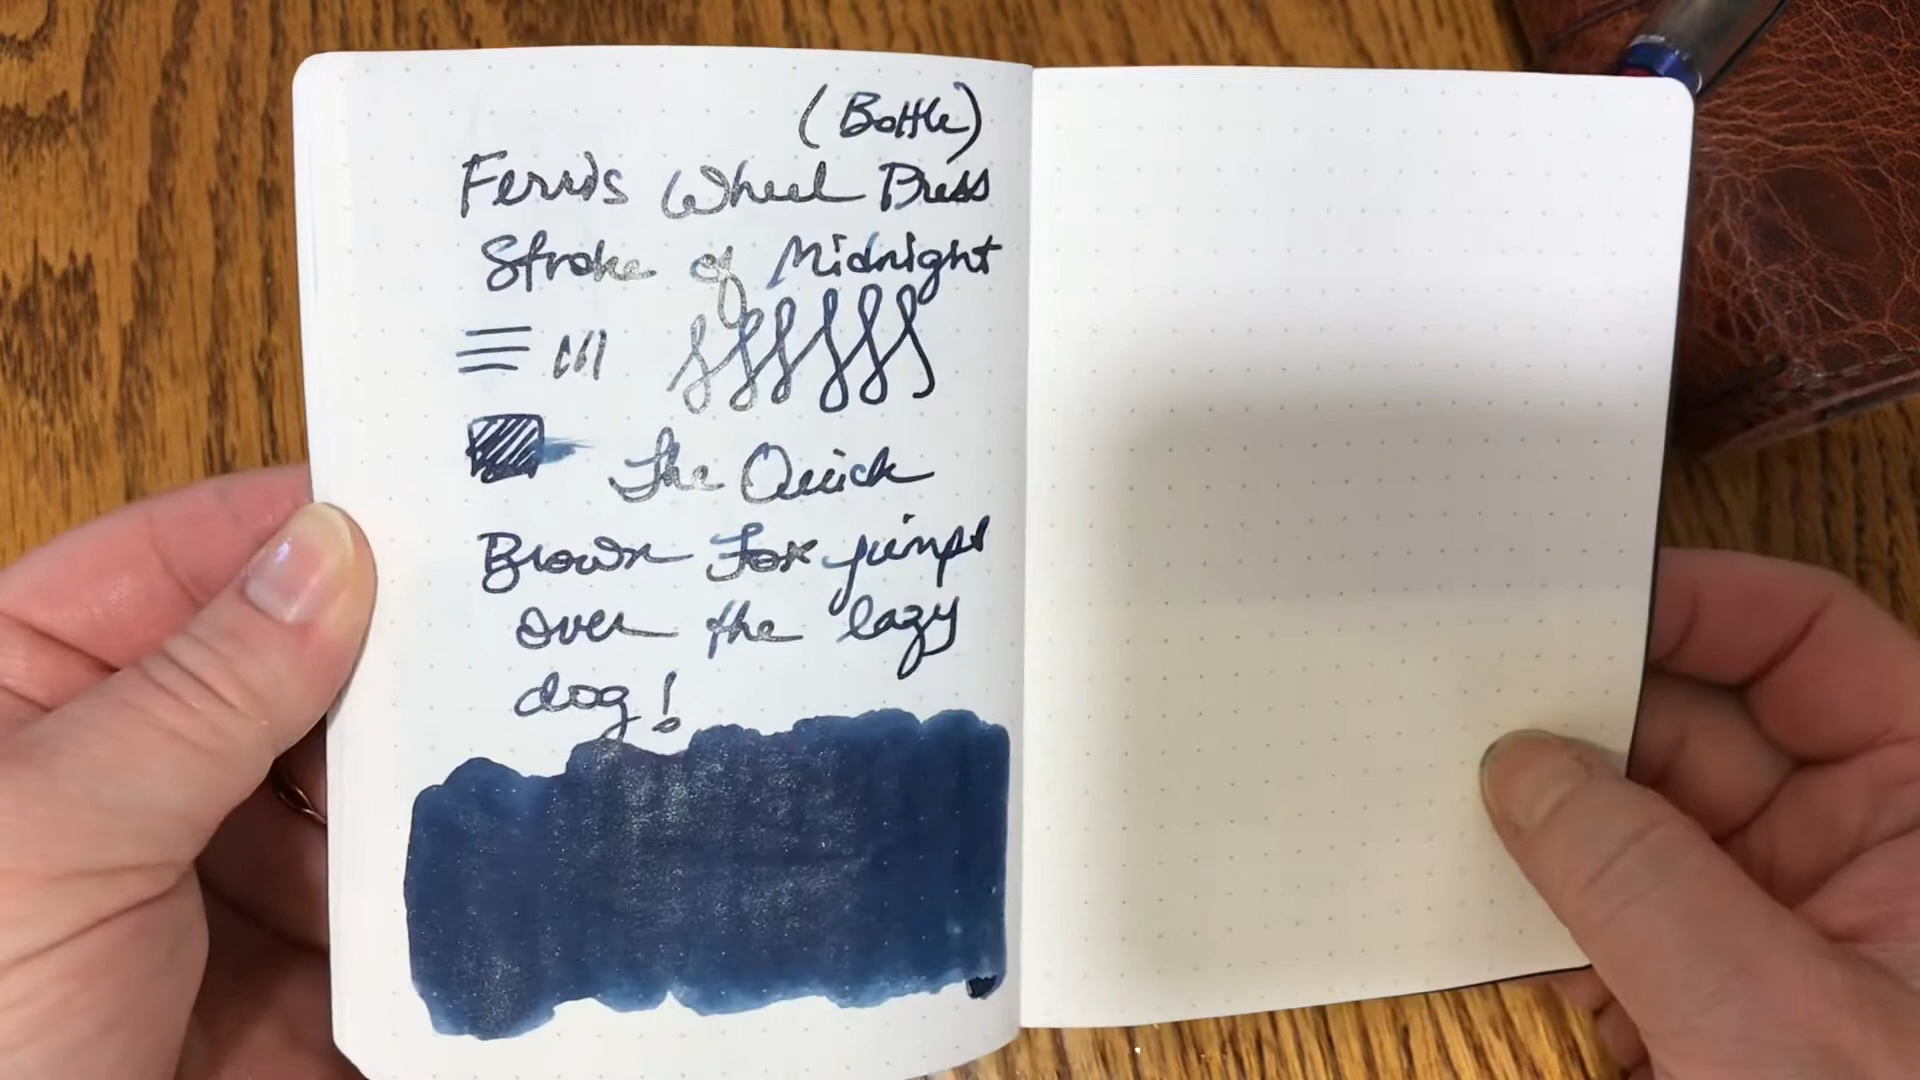 (Bottle)
Ferris Wheel Press
Stroke of Midnight
The Quick
Brown Fox jumps
over the lazy
dog!